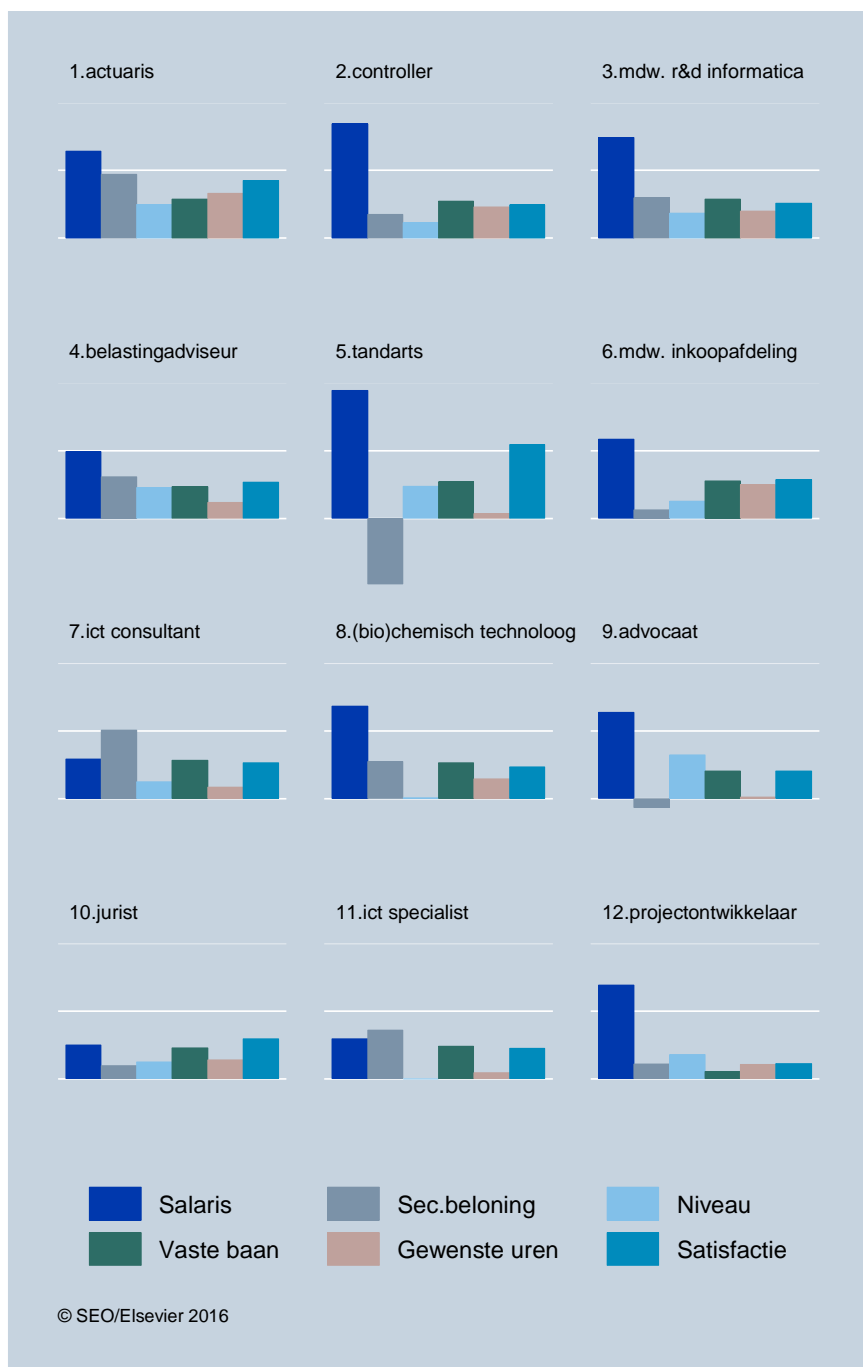 1.actuaris
2.controller
3.mdw. r&d informatica
4.belastingadviseur
5.tandarts
6.mdw. inkoopafdeling
7.ict consultant
8.(bio)chemisch technoloog
9.advocaat
10.jurist
11.ict specialist
12.projectontwikkelaar
Salaris
Sec.beloning
Niveau
Vaste baan
Gewenste uren
Satisfactie
© SEO/Elsevier 2016